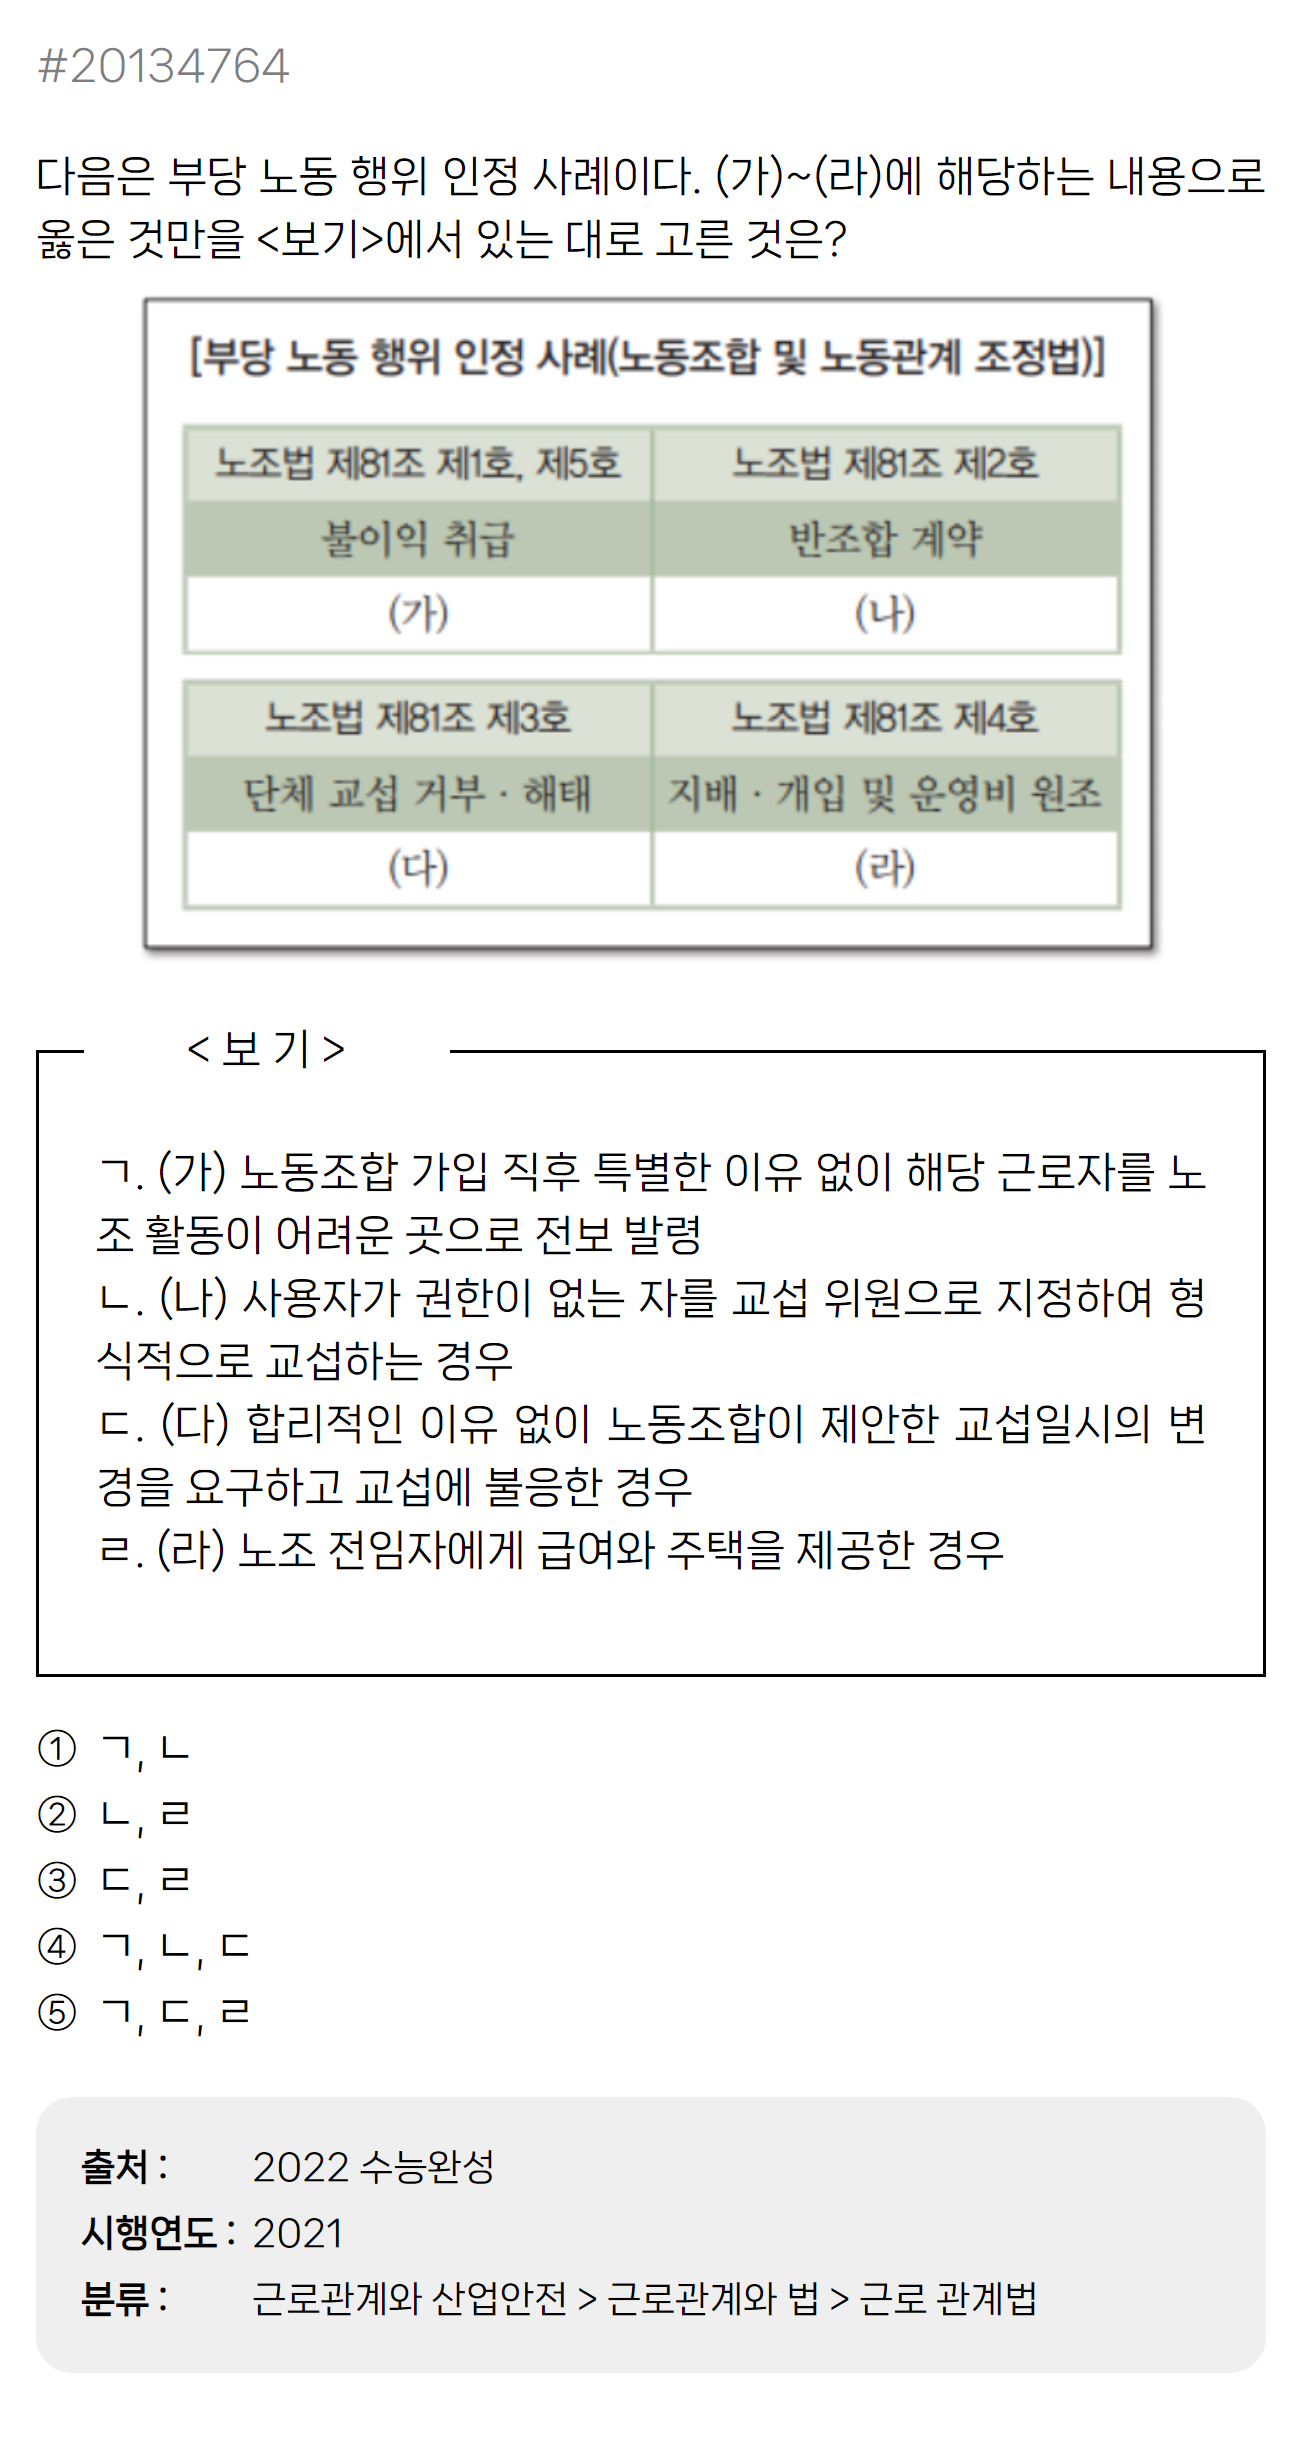 #20134764
다음은 부당 노동 행위 인정 사례이다. (가)~(라)에 해당하는 내용으로
옳은 것만을 <보기>에서 있는 대로 고른 것은?
[부당 노동 행위 인정 사례(노동조합 및 노동관계 조정법)]
노조법 제81조 제1호, 제5호 노조법 제81조 제2호
불이익 취급 반조합 계약
(가) (나)
노조법 제81조 제3호 노조법 제81조 제4호
단체 교섭 거부·해태 지배·개입 및 운영비 원조
(다) (라)
< 보 기 >
ㄱ. (가) 노동조합 가입 직후 특별한 이유 없이 해당 근로자를 노
조 활동이 어려운 곳으로 전보 발령
ㄴ. (나) 사용자가 권한이 없는 자를 교섭 위원으로 지정하여 형
식적으로 교섭하는 경우
ㄷ. (다) 합리적인 이유 없이 노동조합이 제안한 교섭일시의 변
경을 요구하고 교섭에 불응한 경우
ㄹ. (라) 노조 전임자에게 급여와 주택을 제공한 경우
① ㄱ, ㄴ
② ㄴ, ㄹ
③ ㄷ, ㄹ
④ ㄱ, ㄴ, ㄷ
⑤ ㄱ, ㄷ, ㄹ
출처 : 2022 수능완성
시행연도 : 2021
분류 : 근로관계와 산업안전 > 근로관계와 법 > 근로 관계법